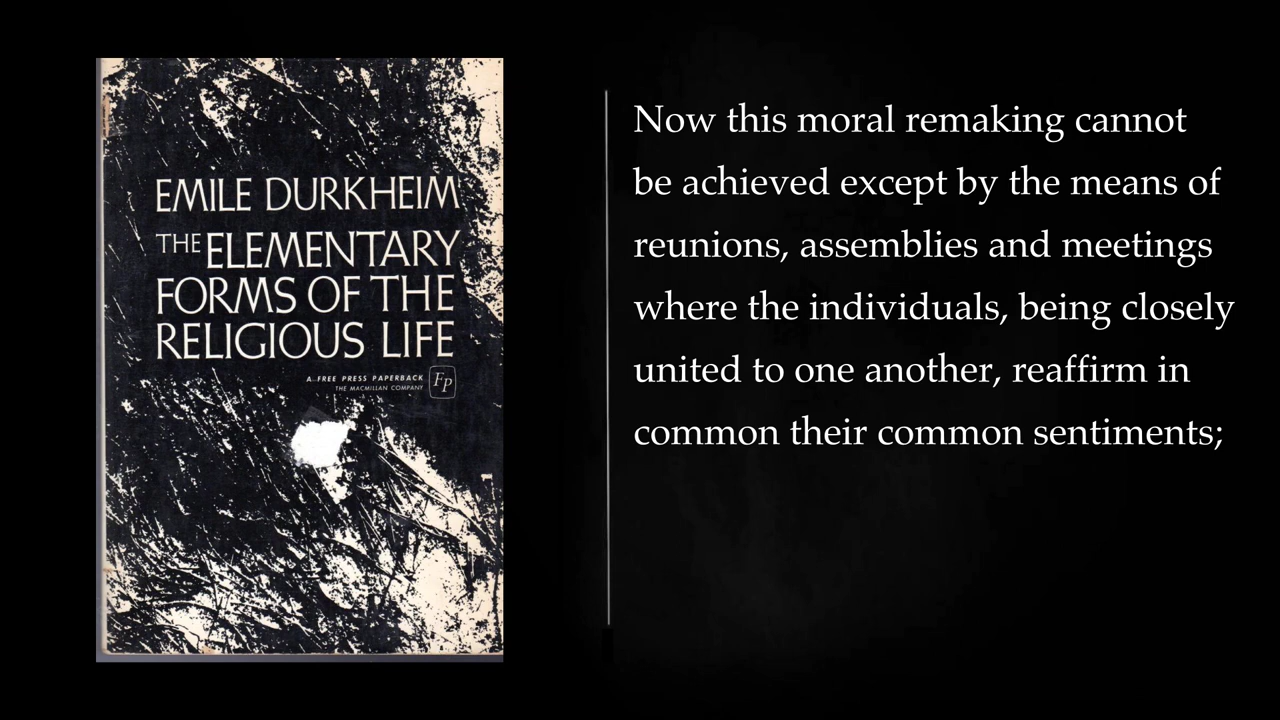 EMILE DURKHEIM
THE ELEMENTARY
FORMS OF THE
RELIGIOUS LIFE
A FREE PRESS PAPERBACK
THE MACMILLAN COMPANY
Fp
Now this moral remaking cannot
be achieved except by the means of
reunions, assemblies and meetings
where the individuals, being closely
united to one another, reaffirm in
common their common sentiments;